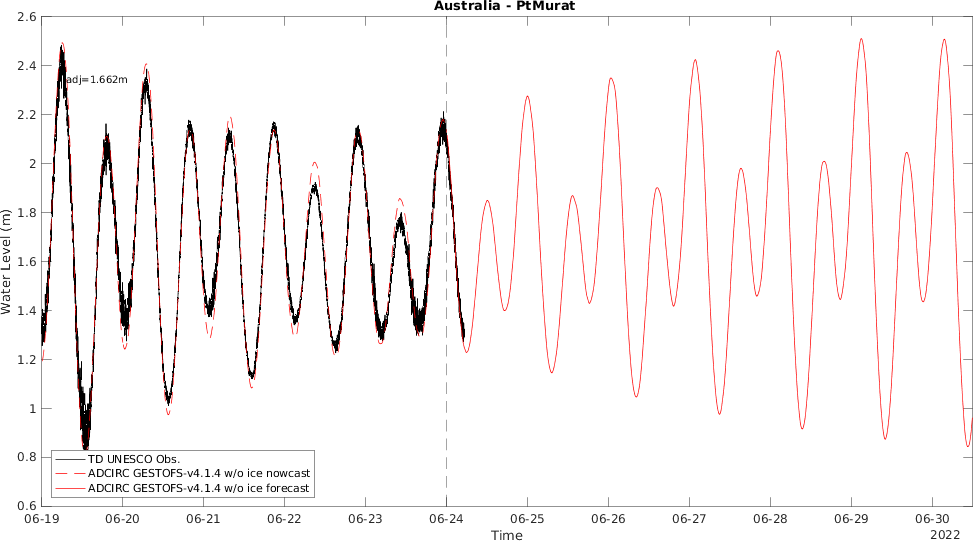 Australia - PtMurat
2.6
2.4
2.2
2
1.8
1.6
1.4
1.2
1
0.8
0.6
Water Level (m)
adj=1.662m
TD UNESCO Obs.
ADCIRC GESTOFS-v4.1.4 w/o ice nowcast
ADCIRC GESTOFS-v4.1.4 w/o ice forecast
06-19 06-20 06-21 06-22 06-23 06-24 06-25 06-26 06-27 06-28 06-29 06-30
2022
Time